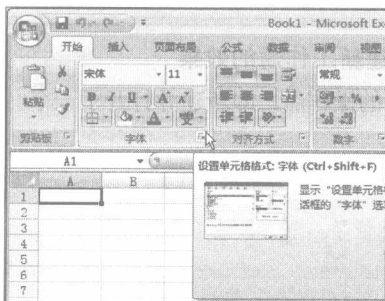 Book1 - Microsoft Exc
开始 插入 页面布局 公式 数据 审阅 视图
宋体 11 常规
粘贴 B I U A A
A 变 %
剪贴板 字体 对齐方式 数字
A1
A B
设置单元格格式: 字体 (Ctrl+Shift+F)
显示“设置单元格
话框的“字体”选
1
2
3
4
5
6
7